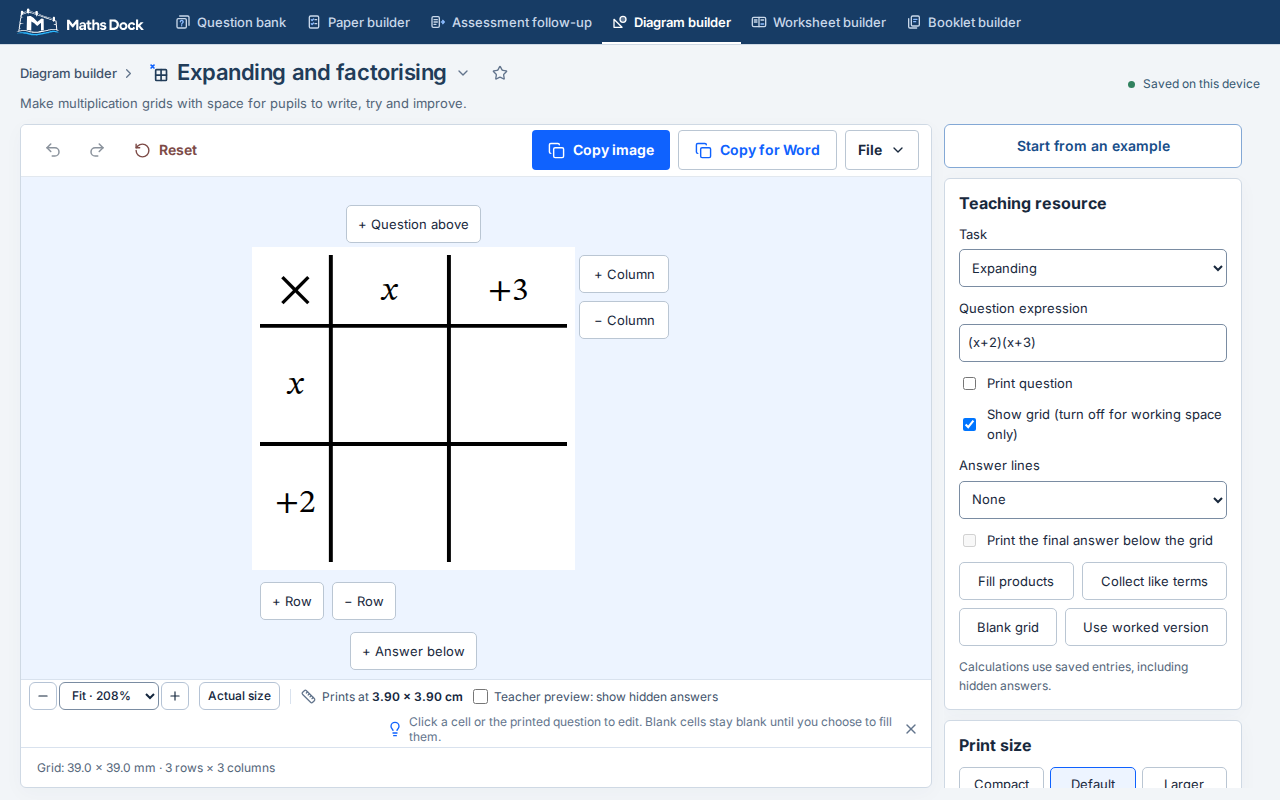 Maths Dock
Question bank
Paper builder
Assessment follow-up
Diagram builder
Worksheet builder
Booklet builder
Diagram builder
Expanding and factorising
Saved on this device
Make multiplication grids with space for pupils to write, try and improve.
Reset
Copy image
Copy for Word
File
+ Question above
× x +3
x
+2
+ Column
− Column
+ Row
− Row
+ Answer below
− Fit · 208% + Actual size Prints at 3.90 × 3.90 cm Teacher preview: show hidden answers
Click a cell or the printed question to edit. Blank cells stay blank until you choose to fill
them.
Grid: 39.0 × 39.0 mm · 3 rows × 3 columns
Start from an example
Teaching resource
Task
Expanding
Question expression
(x+2)(x+3)
Print question
Show grid (turn off for working space
only)
Answer lines
None
Print the final answer below the grid
Fill products
Collect like terms
Blank grid
Use worked version
Calculations use saved entries, including
hidden answers.
Print size
Compact
Default
Larger